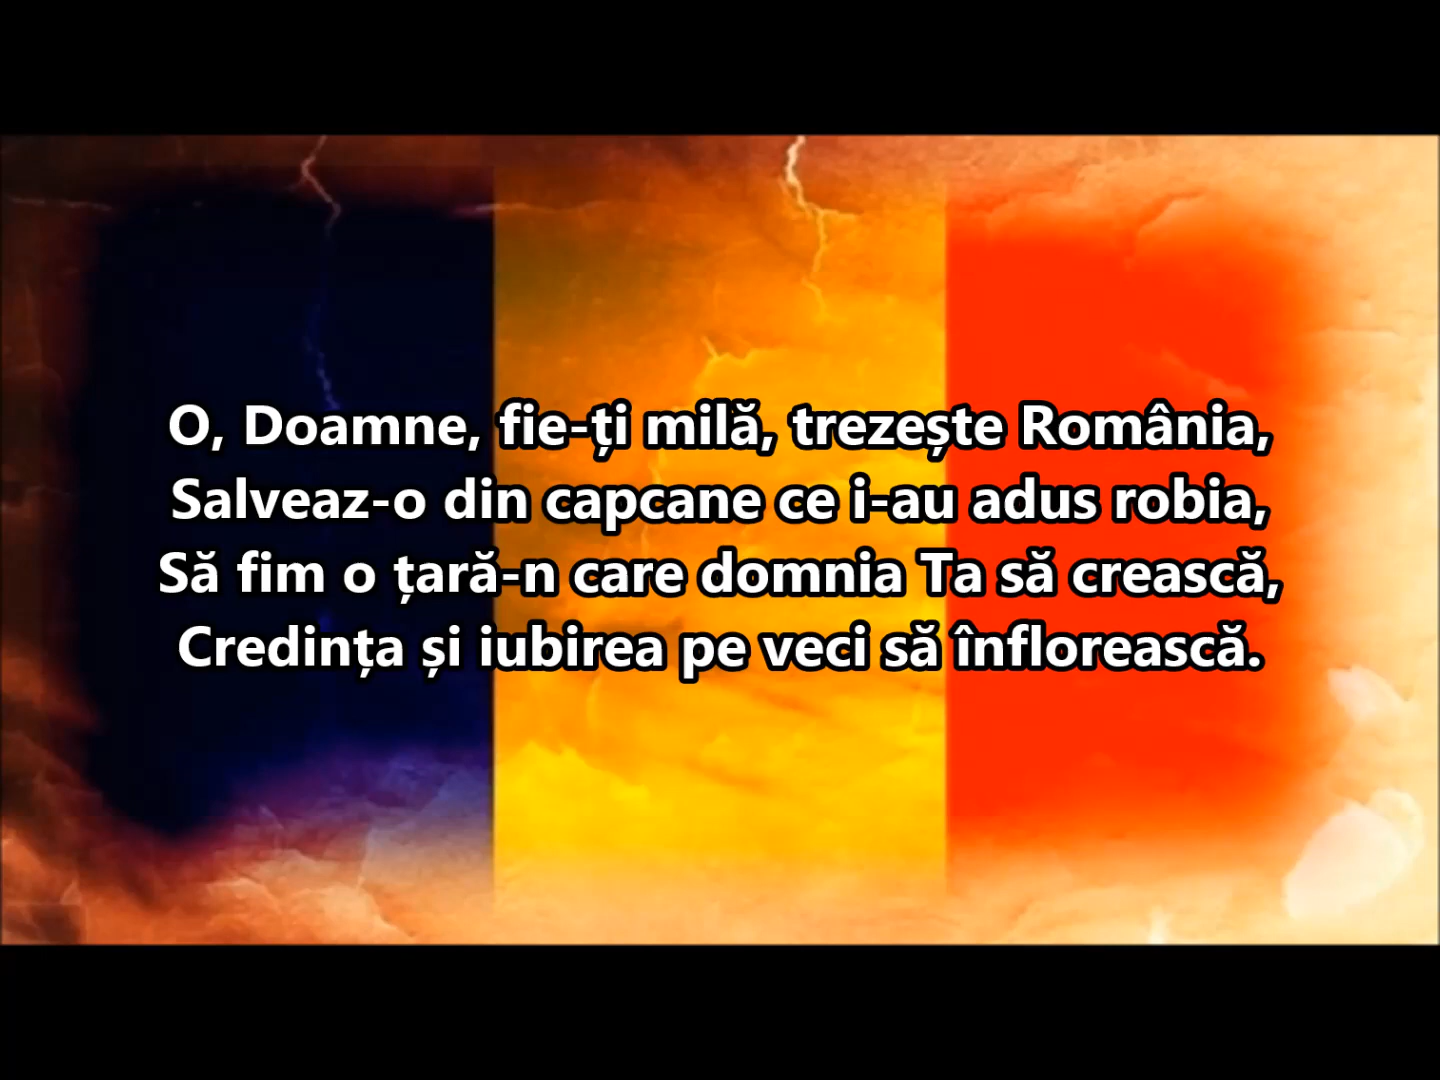 O, Doamne, fie-ți milă, trezește România,
Salveaz-o din capcane ce i-au adus robia,
Să fim o țară-n care domnia Ta să crească,
Credința și iubirea pe veci să înflorească.